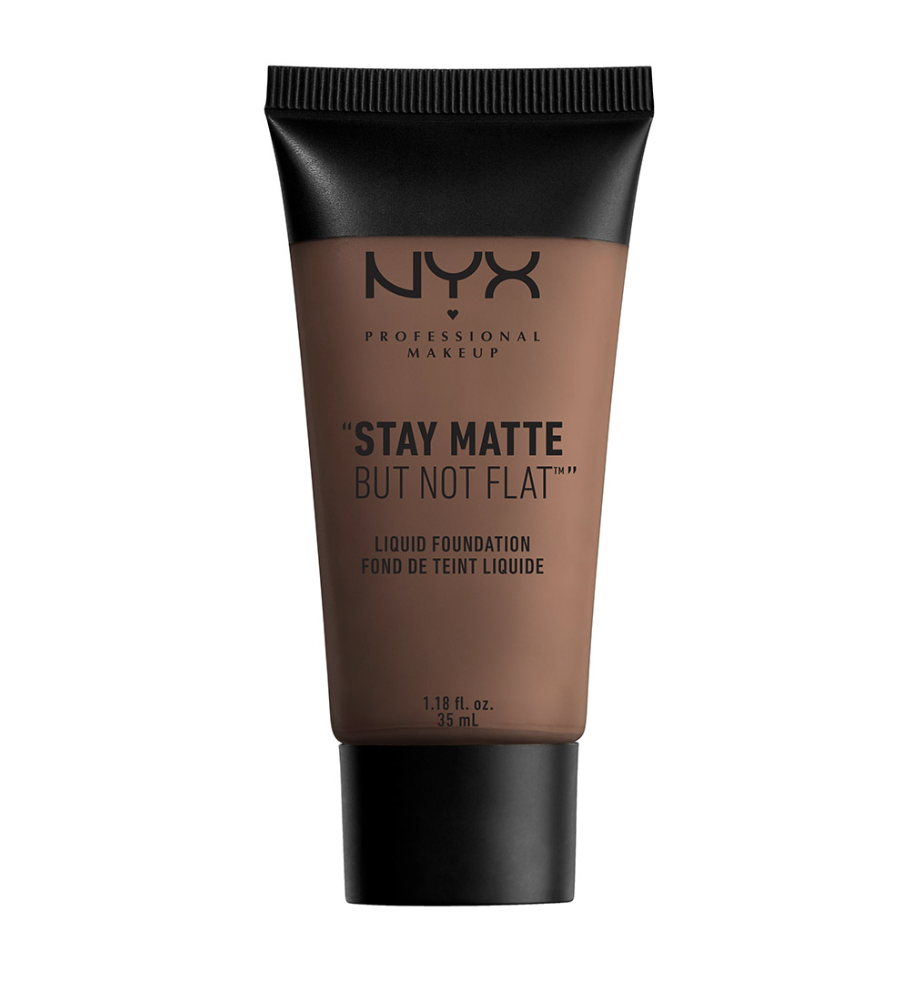 NYX
PROFESSIONAL
MAKEUP
“STAY MATTE
BUT NOT FLAT™”
LIQUID FOUNDATION
FOND DE TEINT LIQUIDE
1.18 fl. oz.
35 mL